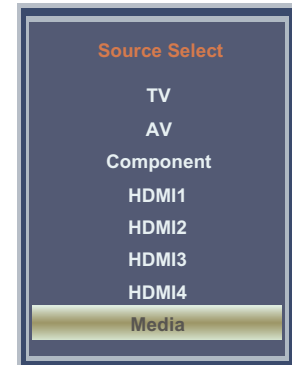 Source Select
TV
AV
Component
HDMI1
HDMI2
HDMI3
HDMI4
Media